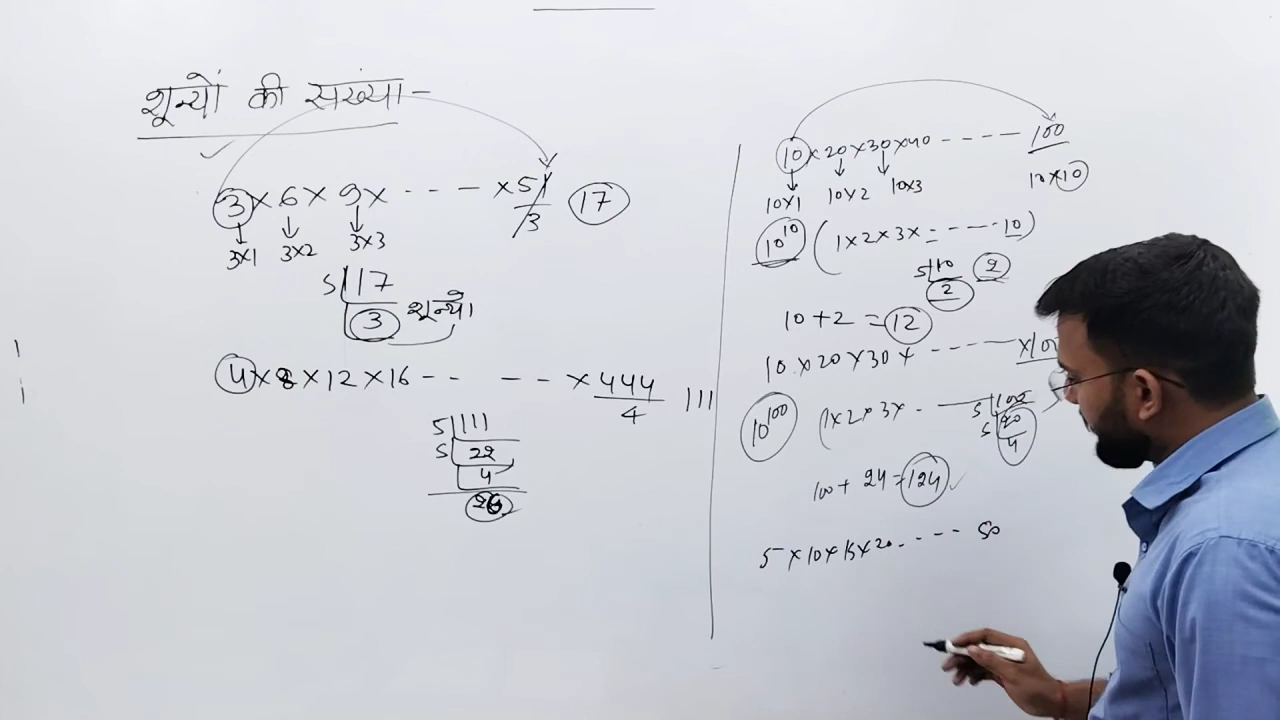 शून्यों की संख्या -
3 × 6 × 9 × - - - - × 51/3 17
3×1 3×2 3×3
5 | 17
3 शून्ये
4 × 8 × 12 × 16 - - - - × 444/4 111
5 | 111
5 | 22
4
26
10 × 20 × 30 × 40 - - - - 100
10×1 10×2 10×3 10×10
10^10 (1×2×3× - - - - 10)
5 | 10 2
2
10 + 2 = 12
10 × 20 × 30 × - - - -
10^100 (1×2×3× - - 5 | 100
5 | 20
4
100 + 24 = 124
5 × 10 × 15 × 20 - - - - 50